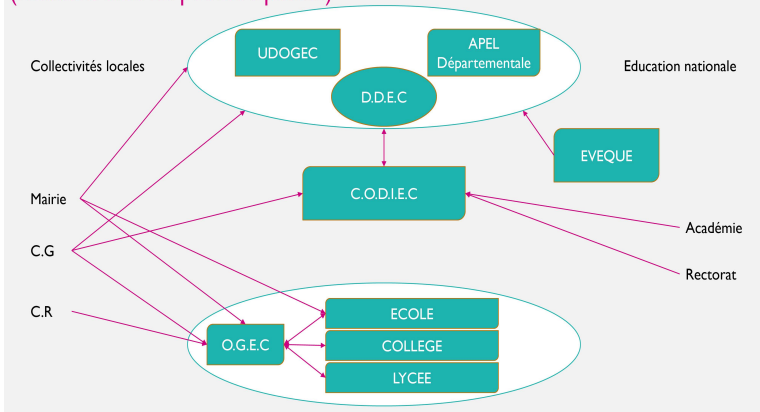 UDOGEC
APEL
Départementale
Collectivités locales
Education nationale
D.D.E.C
EVEQUE
C.O.D.I.E.C
Mairie
Académie
C.G
Rectorat
C.R
ECOLE
O.G.E.C
COLLEGE
LYCEE